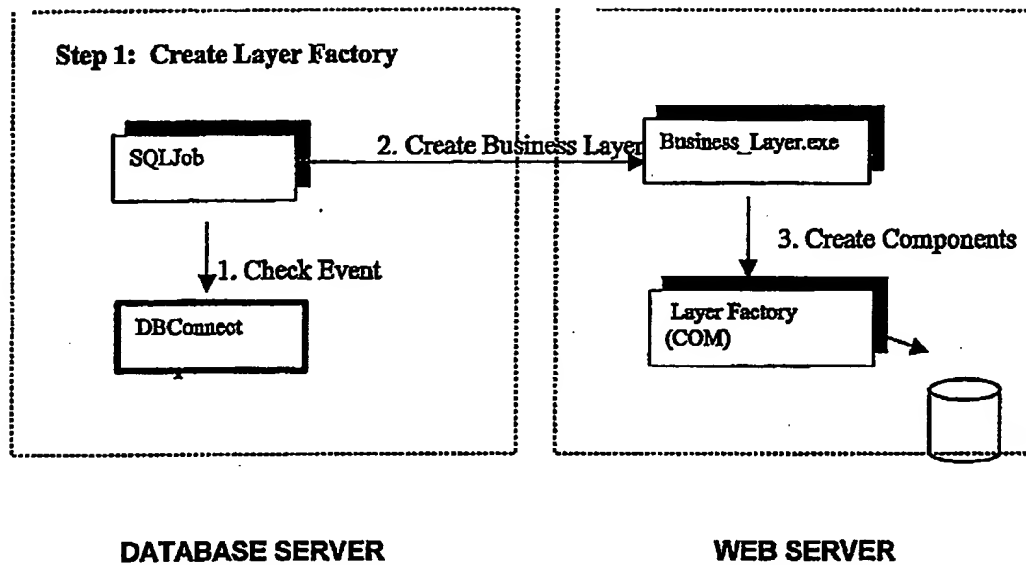 Step 1: Create Layer Factory
SQLJob
2. Create Business Layer
Business_Layer.exe
1. Check Event
3. Create Components
DBConnect
Layer Factory
(COM)
DATABASE SERVER
WEB SERVER